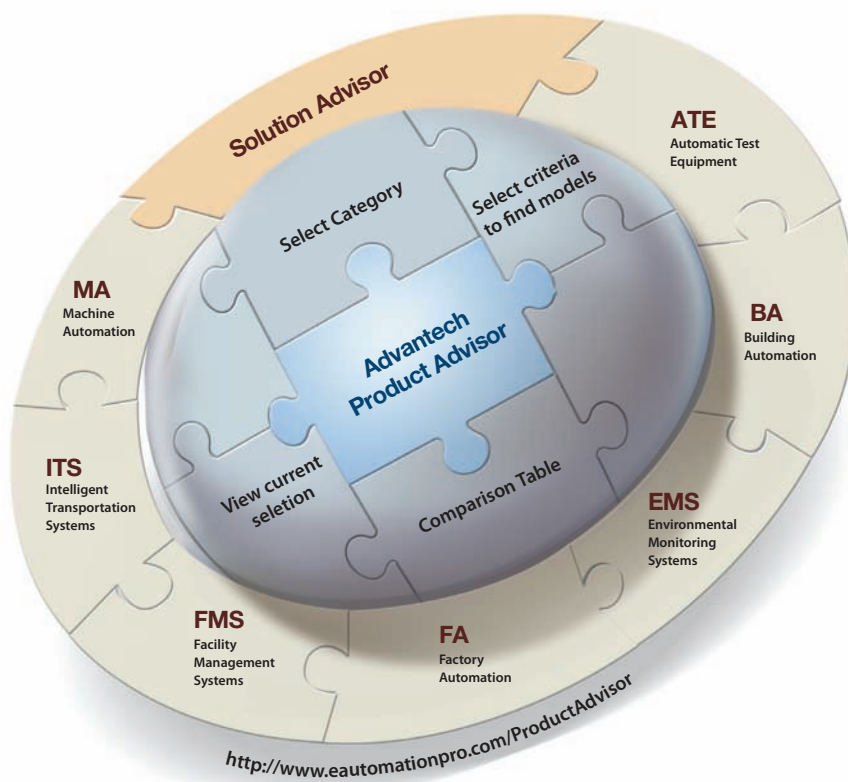 Solution Advisor
ATE
Automatic Test
Equipment
Select Category
Select criteria
to find models
MA
Machine
Automation
BA
Building
Automation
Advantech
Product Advisor
ITS
Intelligent
Transportation
Systems
View current
seletion
Comparison Table
EMS
Environmental
Monitoring
Systems
FMS
Facility
Management
Systems
FA
Factory
Automation
http://www.eautomationpro.com/ProductAdvisor